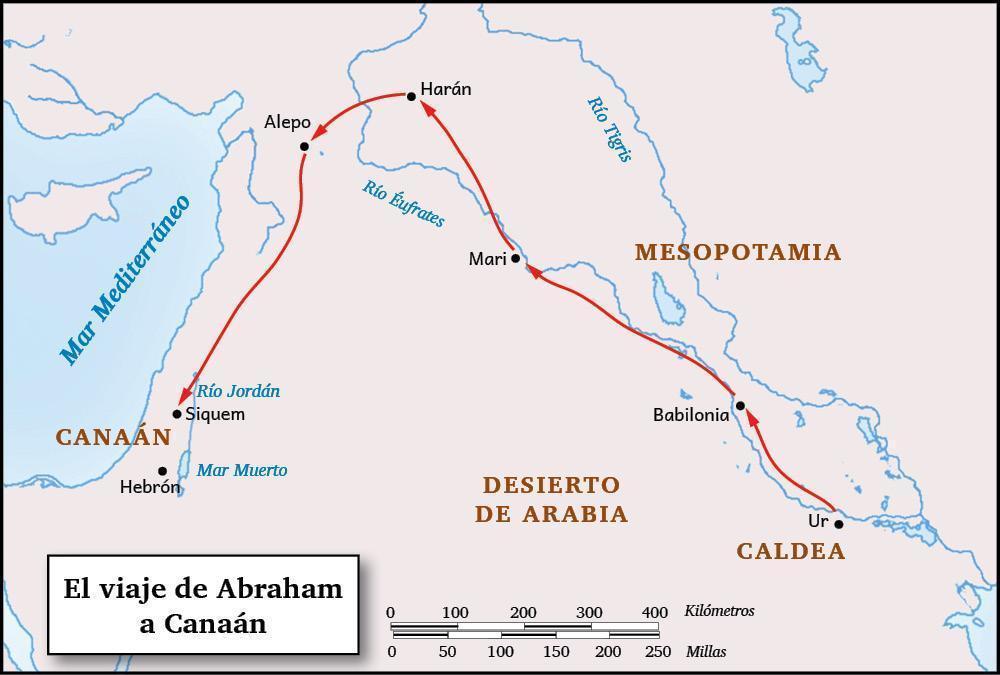 Harán
Alepo
Río Tigris
Río Éufrates
Mar Mediterráneo
Mari
MESOPOTAMIA
Río Jordán
Siquem
Babilonia
CANAÁN
Mar Muerto
Hebrón
DESIERTO
DE ARABIA
Ur
CALDEA
El viaje de Abraham
a Canaán
0 100 200 300 400 Kilómetros
0 50 100 150 200 250 Millas